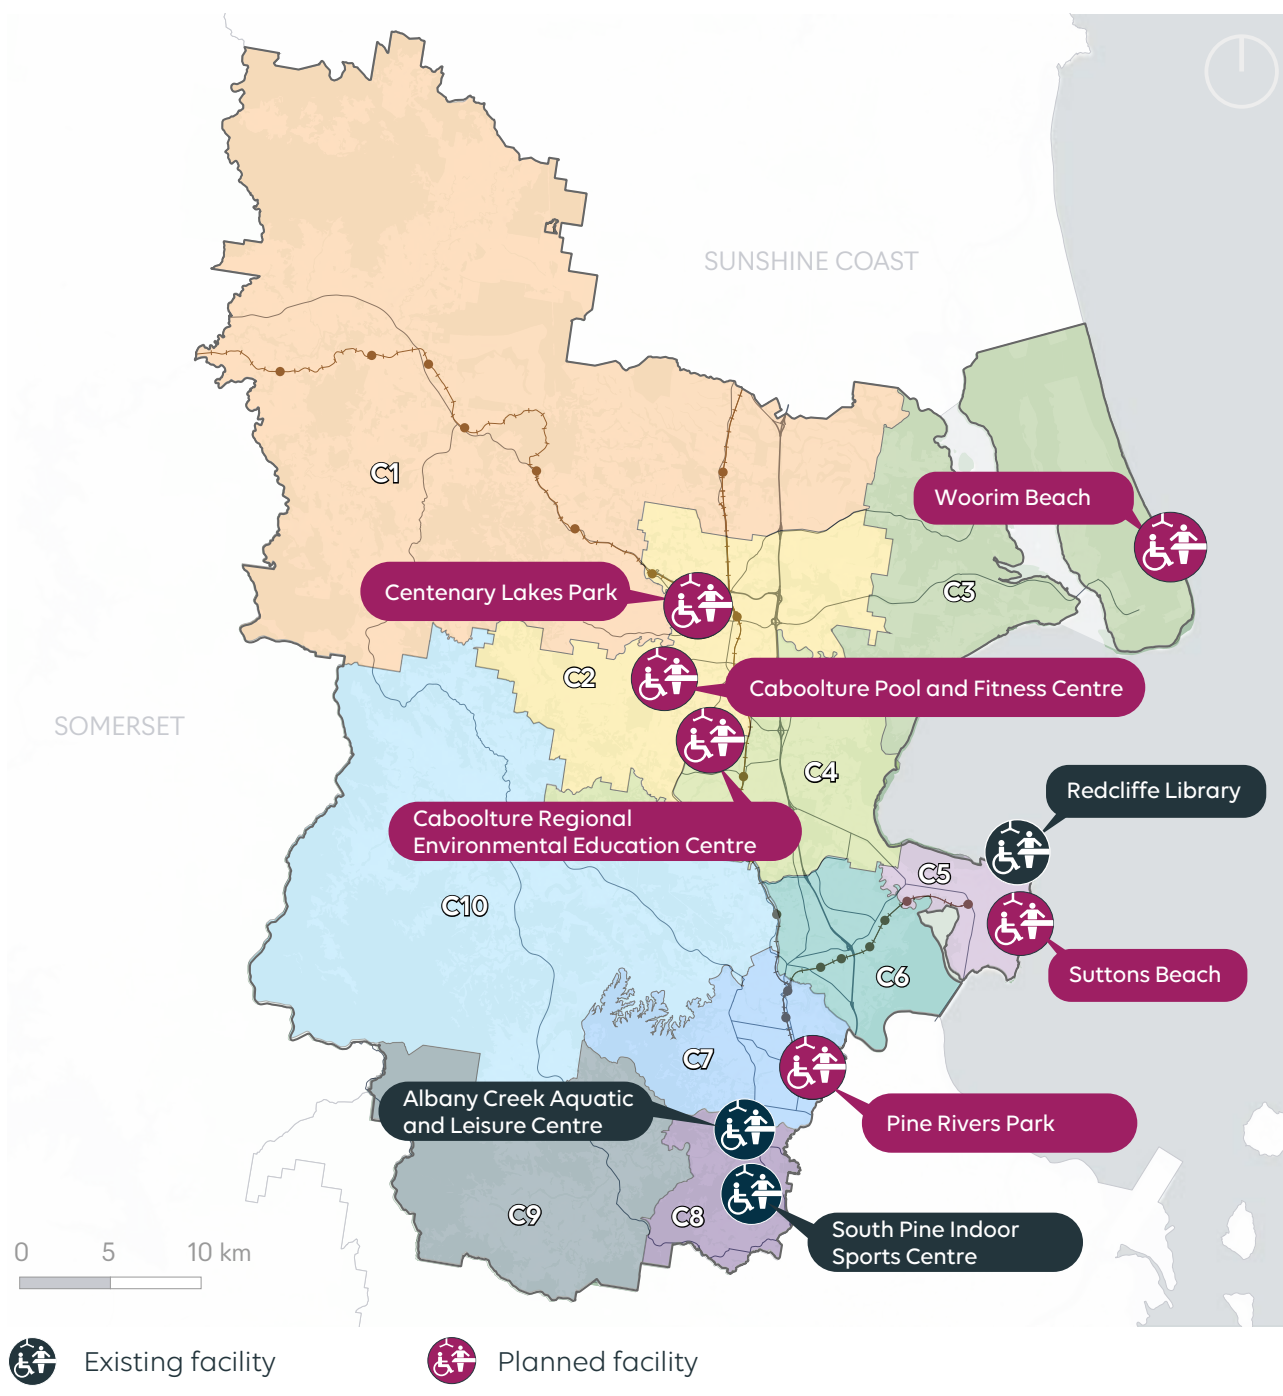 SUNSHINE COAST
C1
Woorim Beach
Centenary Lakes Park
C3
C2
Caboolture Pool and Fitness Centre
SOMERSET
C4
Redcliffe Library
Caboolture Regional
Environmental Education Centre
C5
C10
Suttons Beach
C6
C7
Albany Creek Aquatic
and Leisure Centre
Pine Rivers Park
C9
C8
South Pine Indoor
Sports Centre
0 5 10 km
Existing facility
Planned facility